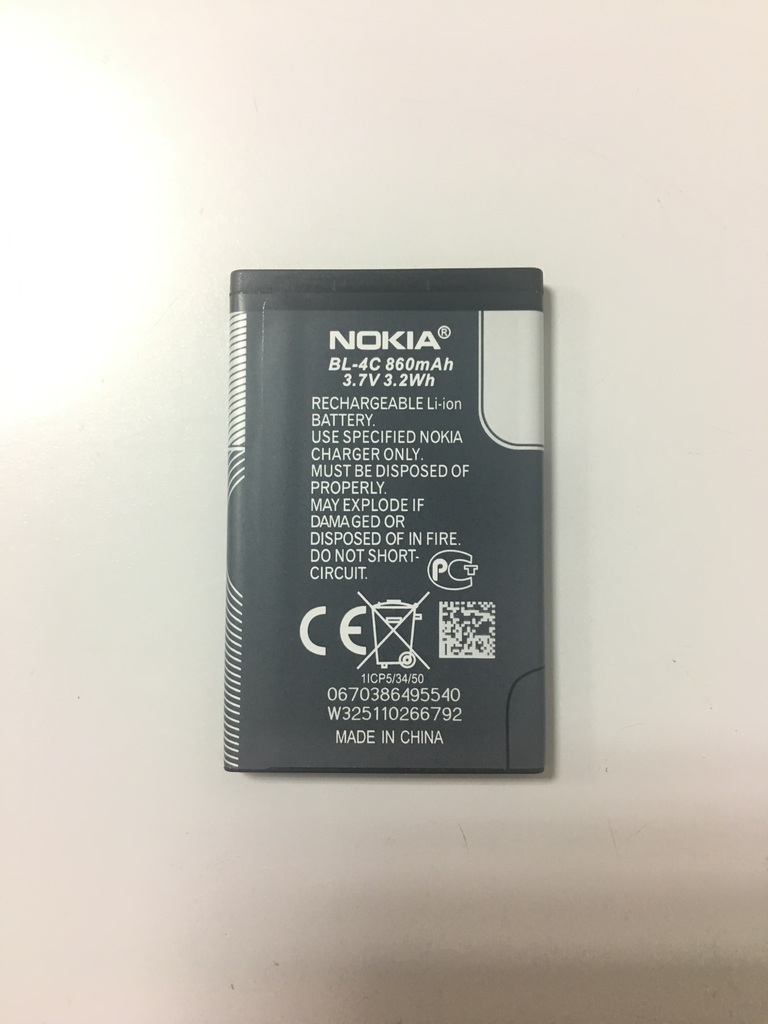 NOKIA®
BL-4C 860mAh
3.7V 3.2Wh
RECHARGEABLE Li-ion
BATTERY.
USE SPECIFIED NOKIA
CHARGER ONLY.
MUST BE DISPOSED OF
PROPERLY.
MAY EXPLODE IF
DAMAGED OR
DISPOSED OF IN FIRE.
DO NOT SHORT-
CIRCUIT.
PCT
CE
1ICP5/34/50
0670386495540
W325110266792
MADE IN CHINA